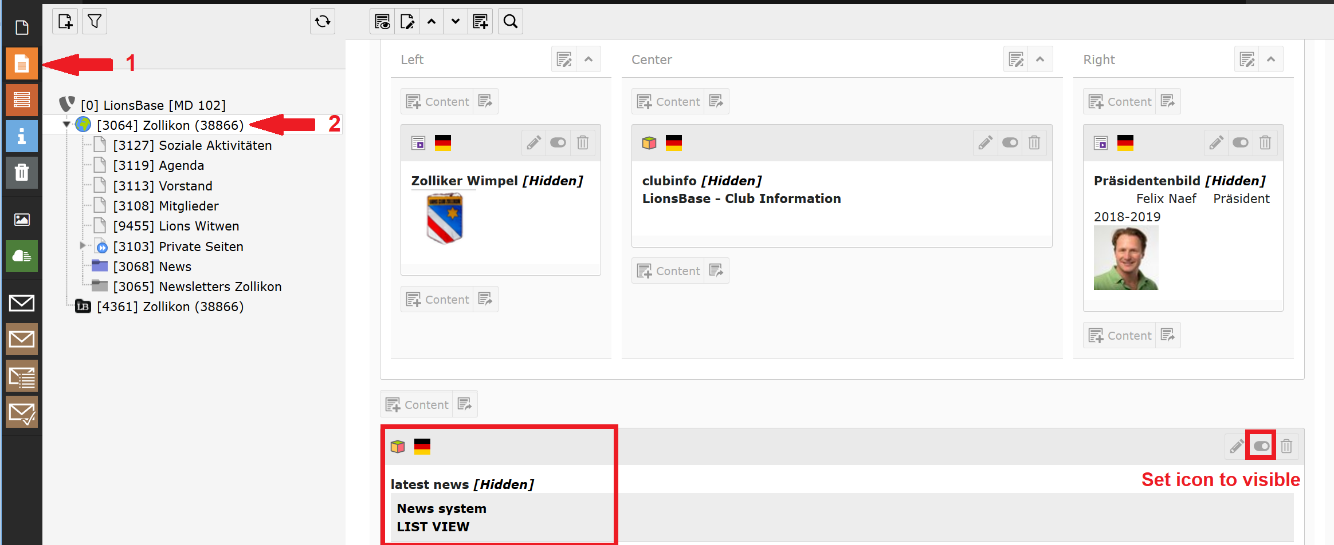 1
[0] LionsBase [MD 102]
[3064] Zollikon (38866)
2
[3127] Soziale Aktivitäten
[3119] Agenda
[3113] Vorstand
[3108] Mitglieder
[9455] Lions Witwen
[3103] Private Seiten
[3068] News
[3065] Newsletters Zollikon
LB [4361] Zollikon (38866)
Left
Content
Zolliker Wimpel [Hidden]
Content
Center
Content
clubinfo [Hidden]
LionsBase - Club Information
Content
Right
Content
Präsidentenbild [Hidden]
Felix Naef Präsident
2018-2019
Content
Content
latest news [Hidden]
News system
LIST VIEW
Set icon to visible